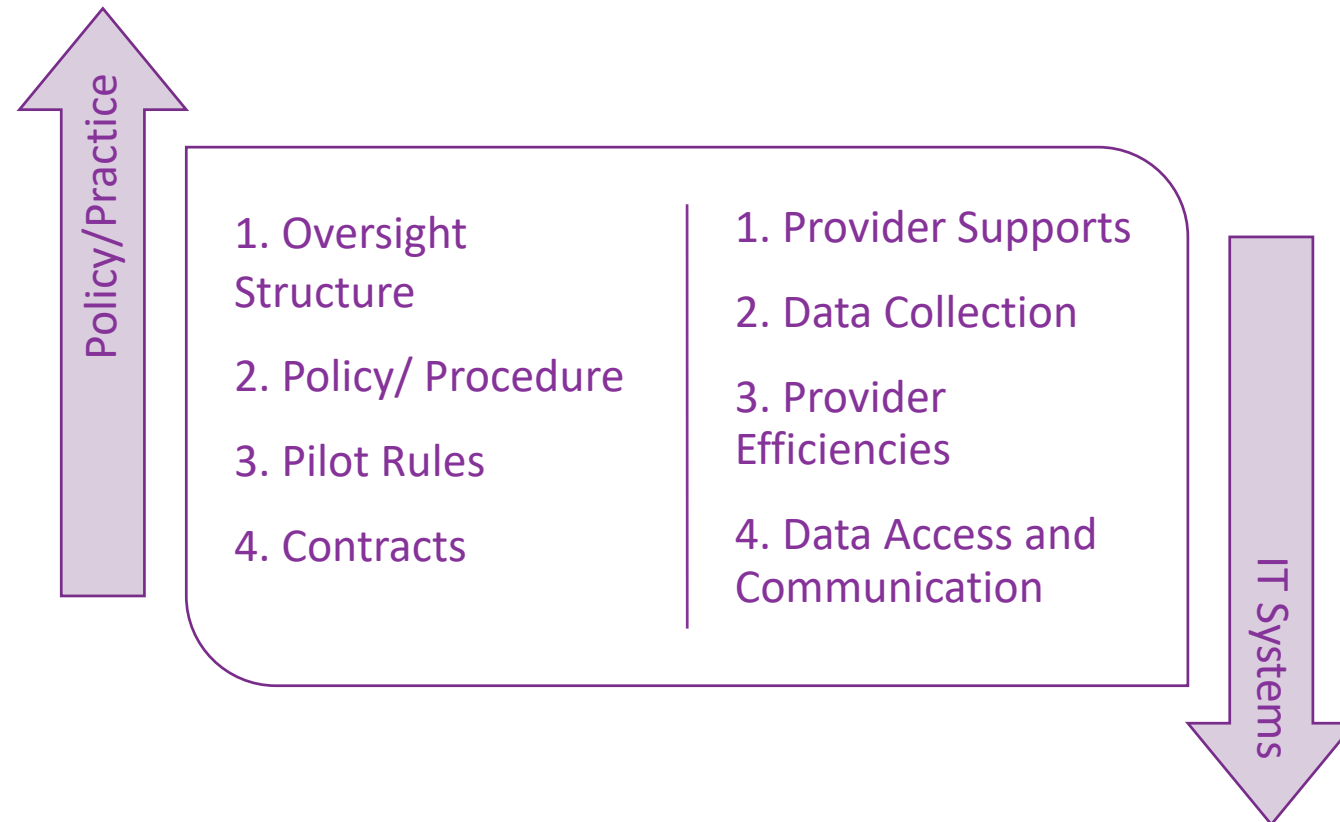 Policy/Practice
1. Oversight
Structure
2. Policy/ Procedure
3. Pilot Rules
4. Contracts
1. Provider Supports
2. Data Collection
3. Provider
Efficiencies
4. Data Access and
Communication
IT Systems